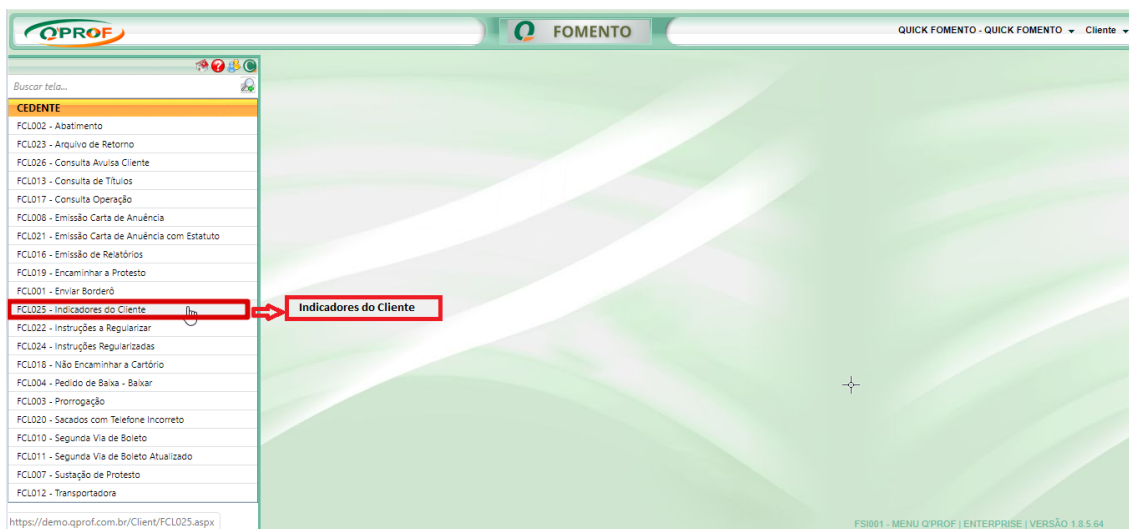 QPROF
Q FOMENTO
QUICK FOMENTO - QUICK FOMENTO Cliente
Buscar tela...
CEDENTE
FCL002 - Abatimento
FCL023 - Arquivo de Retorno
FCL026 - Consulta Avulsa Cliente
FCL013 - Consulta de Títulos
FCL017 - Consulta Operação
FCL008 - Emissão Carta de Anuência
FCL021 - Emissão Carta de Anuência com Estatuto
FCL016 - Emissão de Relatórios
FCL019 - Encaminhar a Protesto
FCL001 - Enviar Borderô
FCL025 - Indicadores do Cliente
Indicadores do Cliente
FCL022 - Instruções a Regularizar
FCL024 - Instruções Regularizadas
FCL018 - Não Encaminhar a Cartório
FCL004 - Pedido de Baixa - Baixar
FCL003 - Prorrogação
FCL020 - Sacados com Telefone Incorreto
FCL010 - Segunda Via de Boleto
FCL011 - Segunda Via de Boleto Atualizado
FCL007 - Sustação de Protesto
FCL012 - Transportadora
https://demo.qprof.com.br/Client/FCL025.aspx
FSI001 - MENU Q'PROF | ENTERPRISE | VERSÃO 1.8.5.64